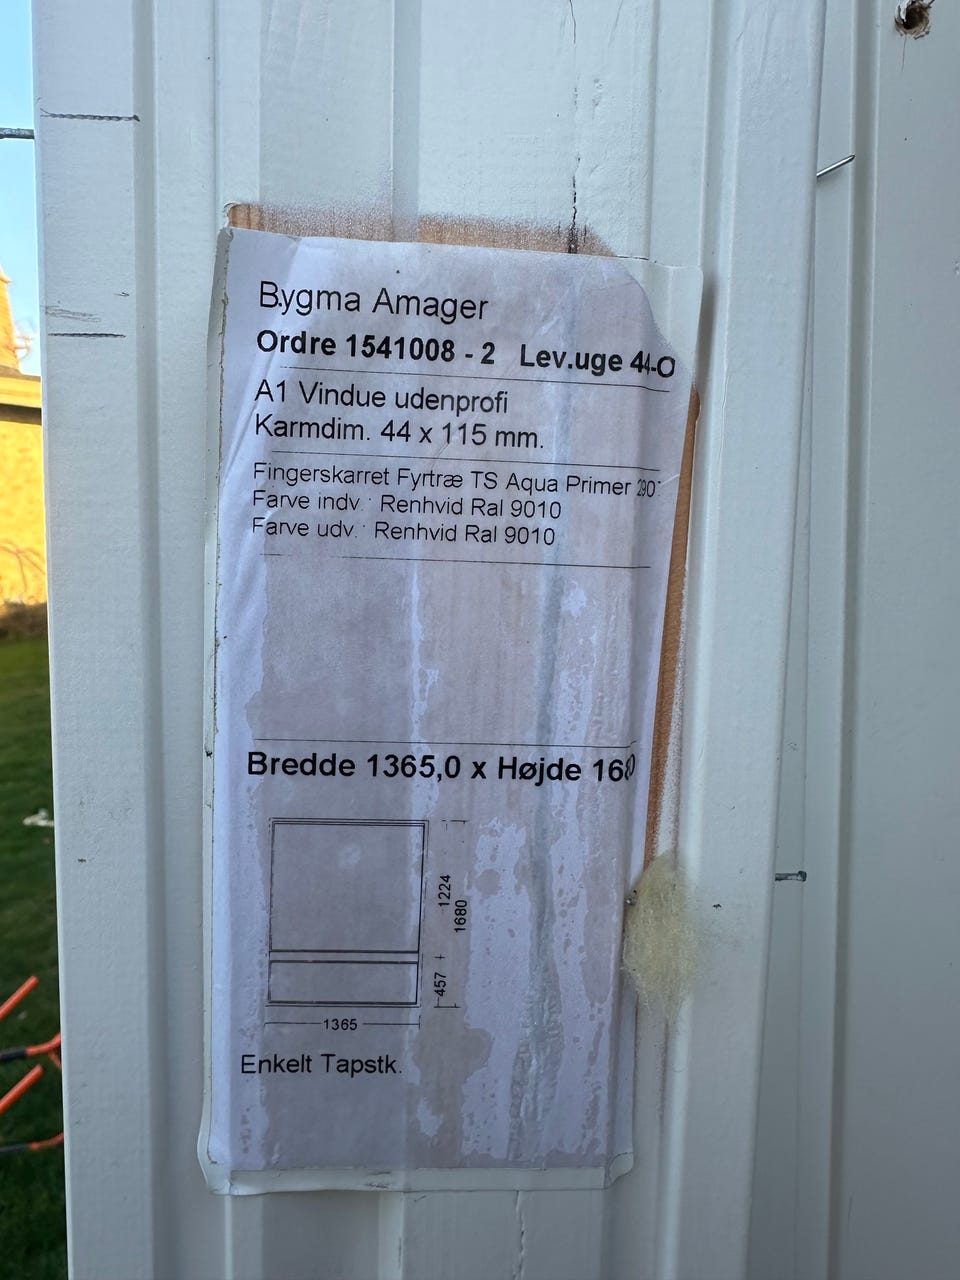 Bygma Amager
Ordre 1541008 - 2 Lev.uge 44-O
A1 Vindue udenprofi
Karmdim. 44 x 115 mm.
Fingerskarret Fyrtræ TS Aqua Primer 290
Farve indv.: Renhvid Ral 9010
Farve udv.: Renhvid Ral 9010
Bredde 1365,0 x Højde 1680
1224
1680
457
1365
Enkelt Tapstk.